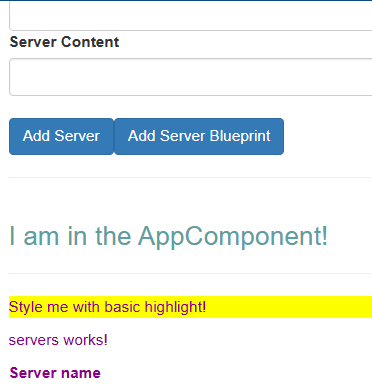 Server Content
Add Server Add Server Blueprint
I am in the AppComponent!
Style me with basic highlight!
servers works!
Server name